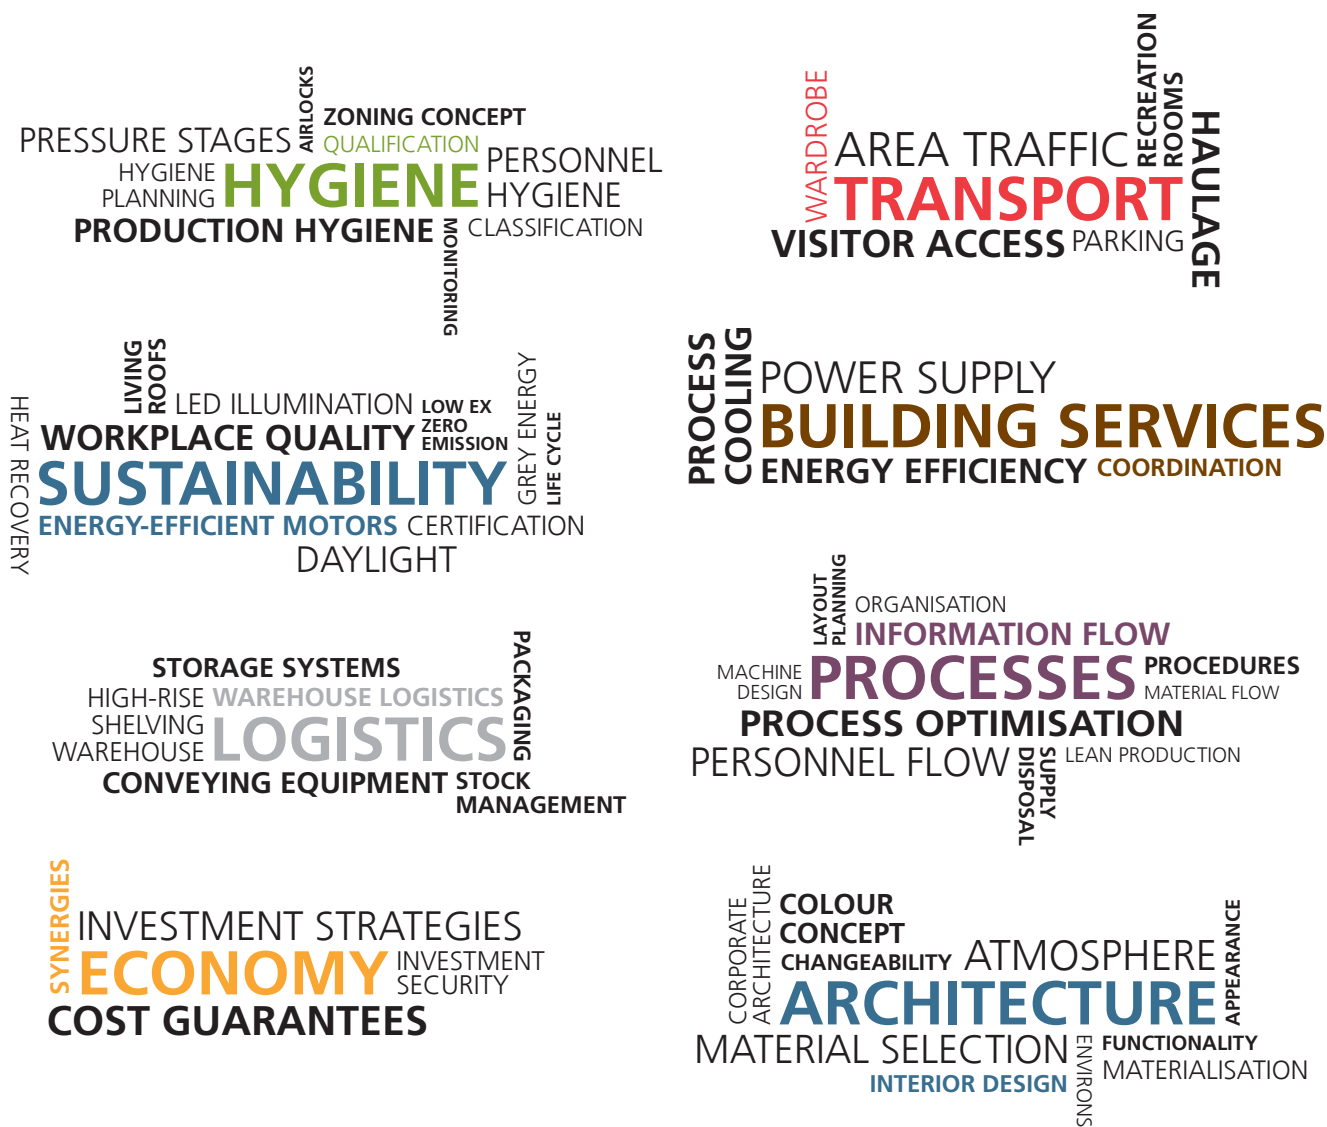 AIRLOCKS
ZONING CONCEPT
PRESSURE STAGES
QUALIFICATION
HYGIENE
PLANNING
HYGIENE
PERSONNEL
HYGIENE
PRODUCTION HYGIENE
MONITORING
CLASSIFICATION
WARDROBE
AREA TRAFFIC
RECREATION
ROOMS
HAULAGE
TRANSPORT
VISITOR ACCESS
PARKING
LIVING
ROOFS
HEAT RECOVERY
LED ILLUMINATION
LOW EX
ZERO
EMISSION
GREY ENERGY
LIFE CYCLE
WORKPLACE QUALITY
SUSTAINABILITY
ENERGY-EFFICIENT MOTORS
CERTIFICATION
DAYLIGHT
PROCESS
COOLING
POWER SUPPLY
BUILDING SERVICES
ENERGY EFFICIENCY
COORDINATION
STORAGE SYSTEMS
PACKAGING
HIGH-RISE
SHELVING
WAREHOUSE
WAREHOUSE LOGISTICS
LOGISTICS
CONVEYING EQUIPMENT
STOCK
MANAGEMENT
LAYOUT
PLANNING
ORGANISATION
INFORMATION FLOW
MACHINE
DESIGN
PROCESSES
PROCEDURES
MATERIAL FLOW
PROCESS OPTIMISATION
PERSONNEL FLOW
SUPPLY
DISPOSAL
LEAN PRODUCTION
SYNERGIES
INVESTMENT STRATEGIES
ECONOMY
INVESTMENT
SECURITY
COST GUARANTEES
CORPORATE
ARCHITECTURE
COLOUR
CONCEPT
CHANGEABILITY
ATMOSPHERE
APPEARANCE
ARCHITECTURE
MATERIAL SELECTION
ENVIRONS
FUNCTIONALITY
MATERIALISATION
INTERIOR DESIGN